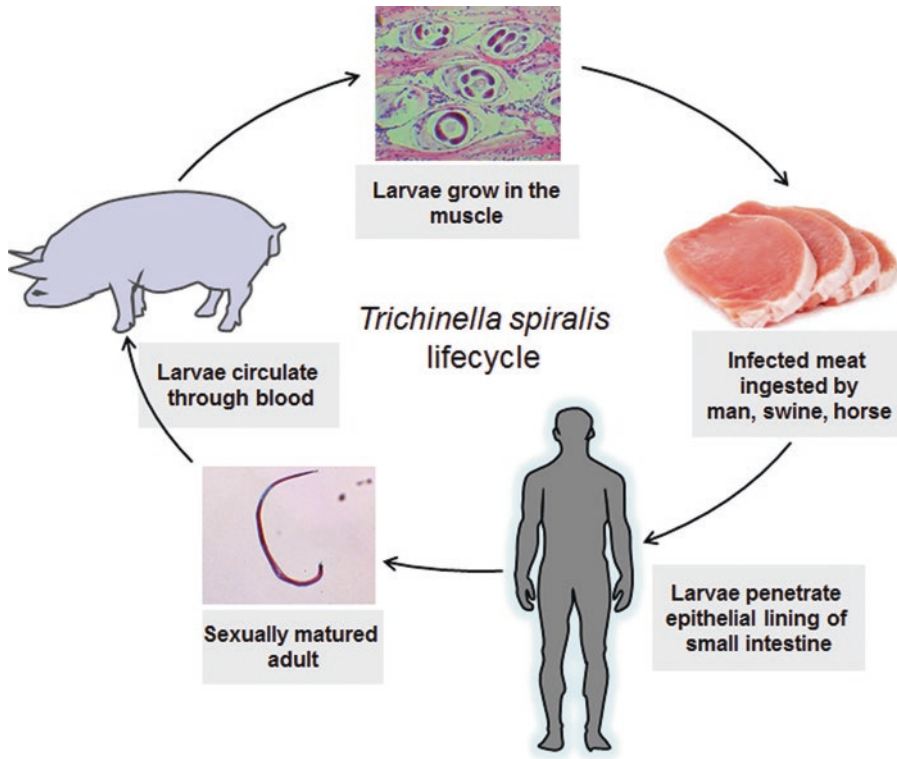 Larvae grow in the
muscle
Trichinella spiralis
lifecycle
Infected meat
ingested by
man, swine, horse
Larvae penetrate
epithelial lining of
small intestine
Sexually matured
adult
Larvae circulate
through blood